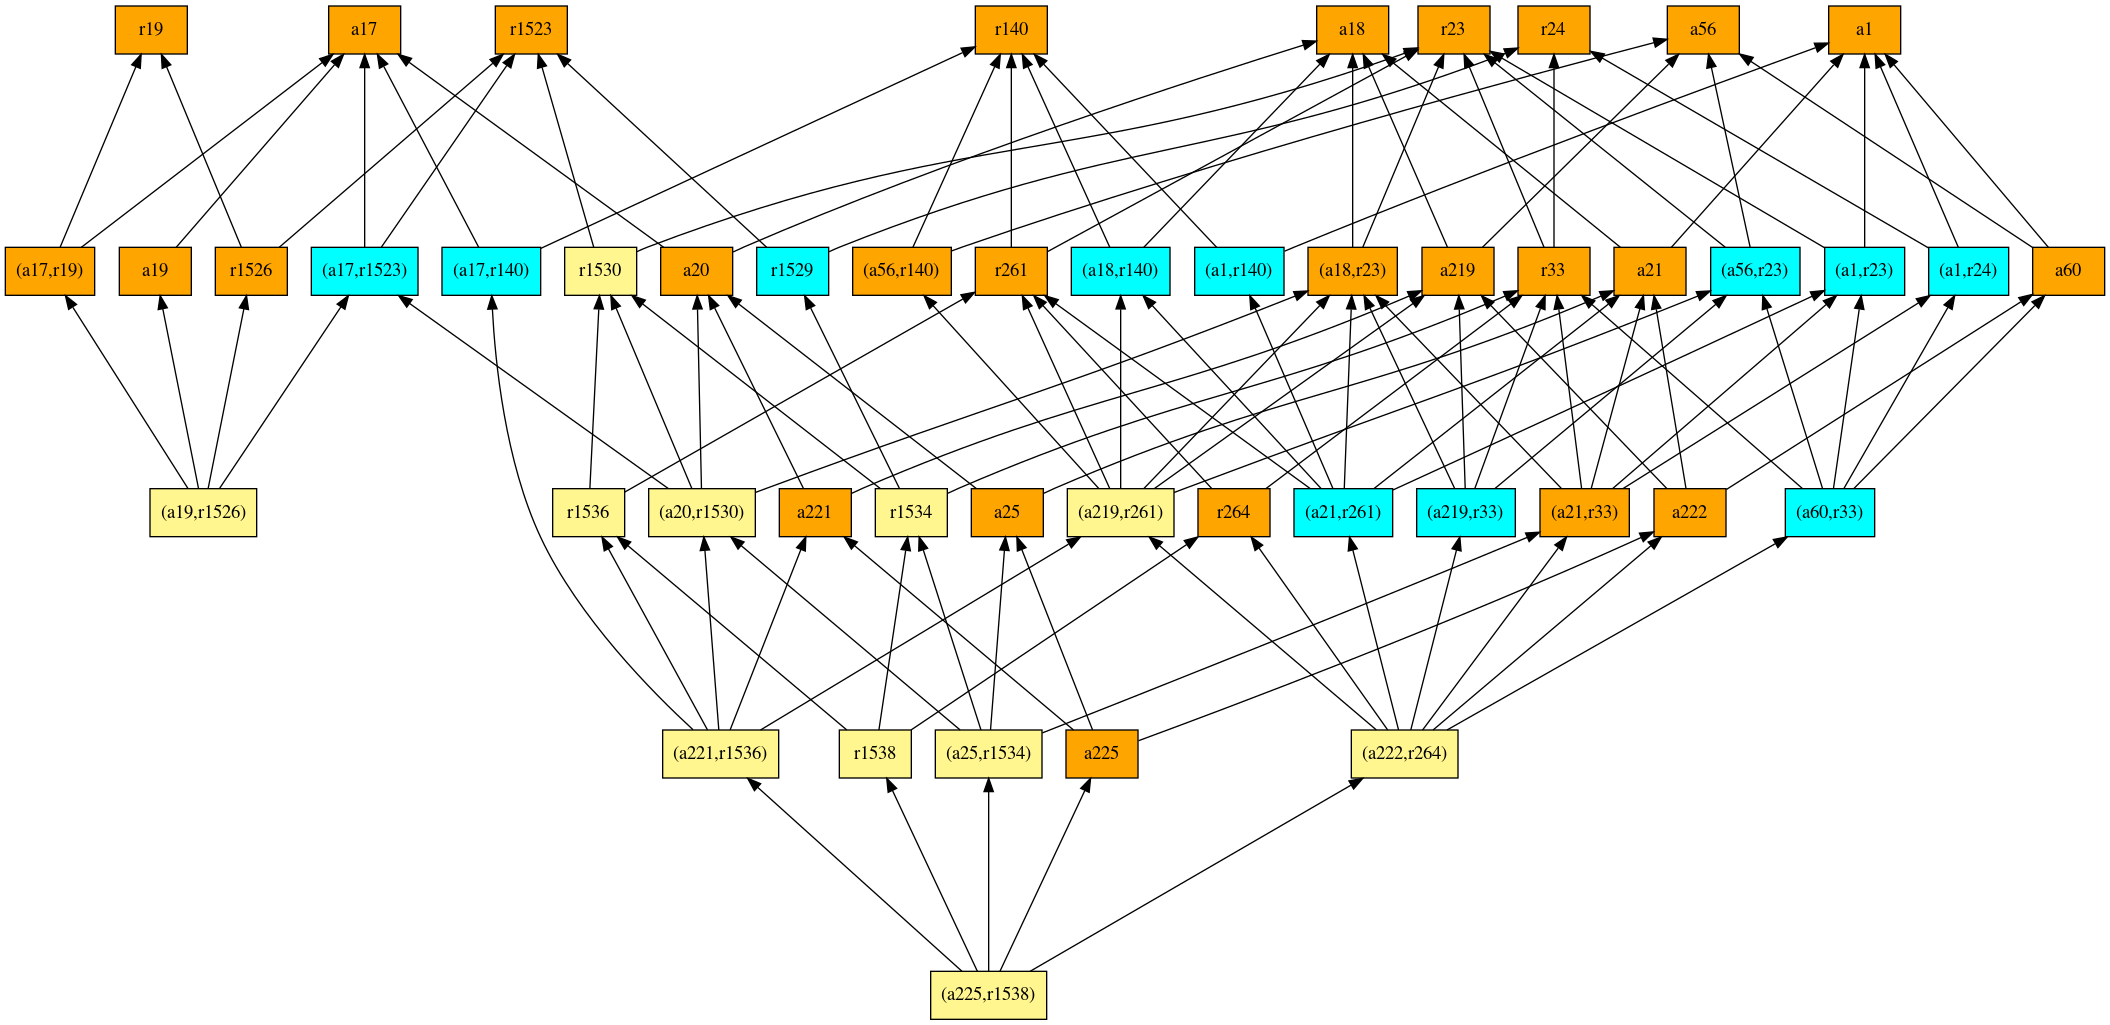 r19
a17
r1523
r140
a18
r23
r24
a56
a1
(a17,r19)
a19
r1526
(a17,r1523)
(a17,r140)
r1530
a20
r1529
(a56,r140)
r261
(a18,r140)
(a1,r140)
(a18,r23)
a219
r33
a21
(a56,r23)
(a1,r23)
(a1,r24)
a60
(a19,r1526)
r1536
(a20,r1530)
a221
r1534
a25
(a219,r261)
r264
(a21,r261)
(a219,r33)
(a21,r33)
a222
(a60,r33)
(a221,r1536)
r1538
(a25,r1534)
a225
(a222,r264)
(a225,r1538)